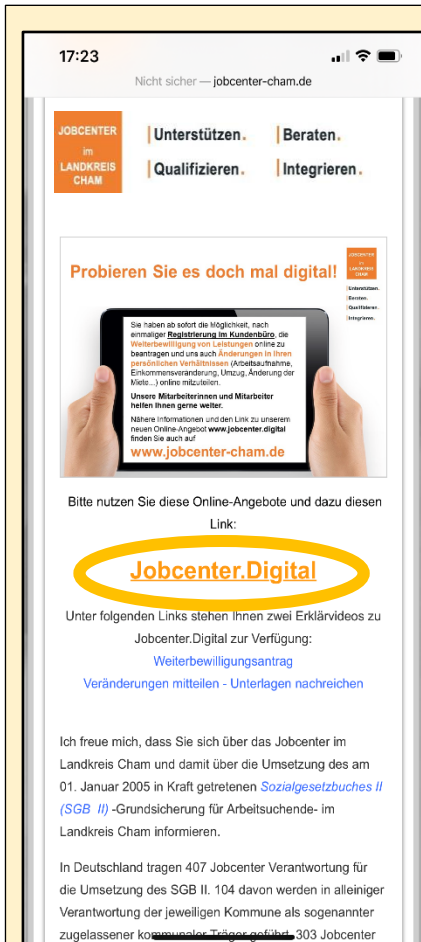 17:23
Nicht sicher — jobcenter-cham.de
JOBCENTER
im
LANDKREIS
CHAM
|Unterstützen. |Beraten.
|Qualifizieren. |Integrieren.
Probieren Sie es doch mal digital!
JOBCENTER
im
LANDKREIS
CHAM
|Unterstützen.
|Beraten.
|Qualifizieren.
|Integrieren.
Sie haben ab sofort die Möglichkeit, nach
einmaliger Registrierung im Kundenbüro, die
Weiterbewilligung von Leistungen online zu
beantragen und uns auch Änderungen in Ihren
persönlichen Verhältnissen (Arbeitsaufnahme,
Einkommensveränderung, Umzug, Änderung der
Miete...) online mitzuteilen.
Unsere Mitarbeiterinnen und Mitarbeiter
helfen Ihnen gerne weiter.
Nähere Informationen und den Link zu unserem
neuen Online-Angebot www.jobcenter.digital
finden Sie auch auf
www.jobcenter-cham.de
Bitte nutzen Sie diese Online-Angebote und dazu diesen
Link:
Jobcenter.Digital
Unter folgenden Links stehen Ihnen zwei Erklärvideos zu
Jobcenter.Digital zur Verfügung:
Weiterbewilligungsantrag
Veränderungen mitteilen - Unterlagen nachreichen
Ich freue mich, dass Sie sich über das Jobcenter im
Landkreis Cham und damit über die Umsetzung des am
01. Januar 2005 in Kraft getretenen Sozialgesetzbuches II
(SGB II) -Grundsicherung für Arbeitsuchende- im
Landkreis Cham informieren.
In Deutschland tragen 407 Jobcenter Verantwortung für
die Umsetzung des SGB II. 104 davon werden in alleiniger
Verantwortung der jeweiligen Kommune als sogenannter
zugelassener kommunaler Träger geführt. 303 Jobcenter